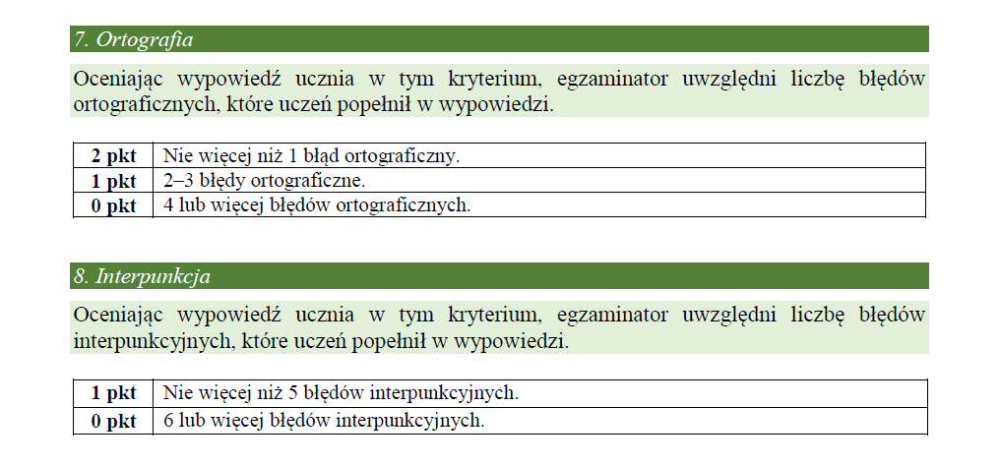 7. Ortografia
Oceniając wypowiedź ucznia w tym kryterium, egzaminator uwzględni liczbę błędów
ortograficznych, które uczeń popełnił w wypowiedzi.
2 pkt Nie więcej niż 1 błąd ortograficzny.
1 pkt 2–3 błędy ortograficzne.
0 pkt 4 lub więcej błędów ortograficznych.
8. Interpunkcja
Oceniając wypowiedź ucznia w tym kryterium, egzaminator uwzględni liczbę błędów
interpunkcyjnych, które uczeń popełnił w wypowiedzi.
1 pkt Nie więcej niż 5 błędów interpunkcyjnych.
0 pkt 6 lub więcej błędów interpunkcyjnych.